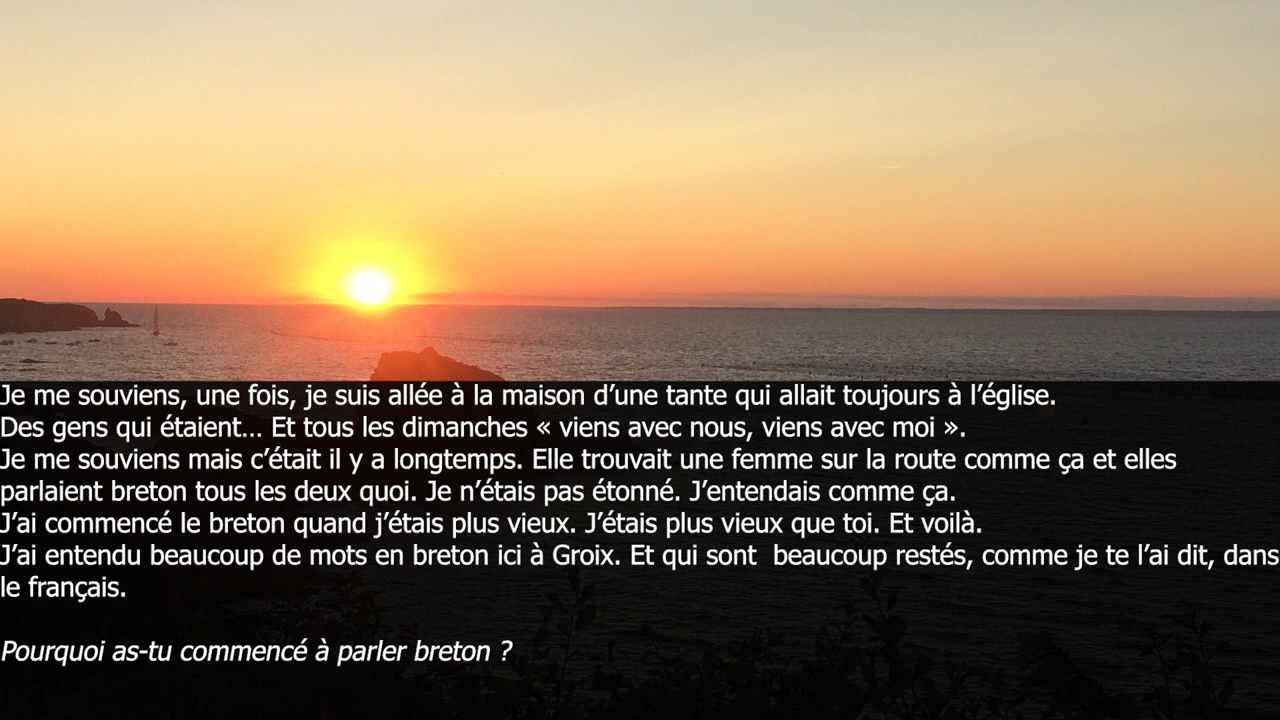 Je me souviens, une fois, je suis allée à la maison d’une tante qui allait toujours à l’église.
Des gens qui étaient… Et tous les dimanches « viens avec nous, viens avec moi ».
Je me souviens mais c’était il y a longtemps. Elle trouvait une femme sur la route comme ça et elles
parlaient breton tous les deux quoi. Je n’étais pas étonné. J’entendais comme ça.
J’ai commencé le breton quand j’étais plus vieux. J’étais plus vieux que toi. Et voilà.
J’ai entendu beaucoup de mots en breton ici à Groix. Et qui sont  beaucoup restés, comme je te l’ai dit, dans
le français.
Pourquoi as-tu commencé à parler breton ?